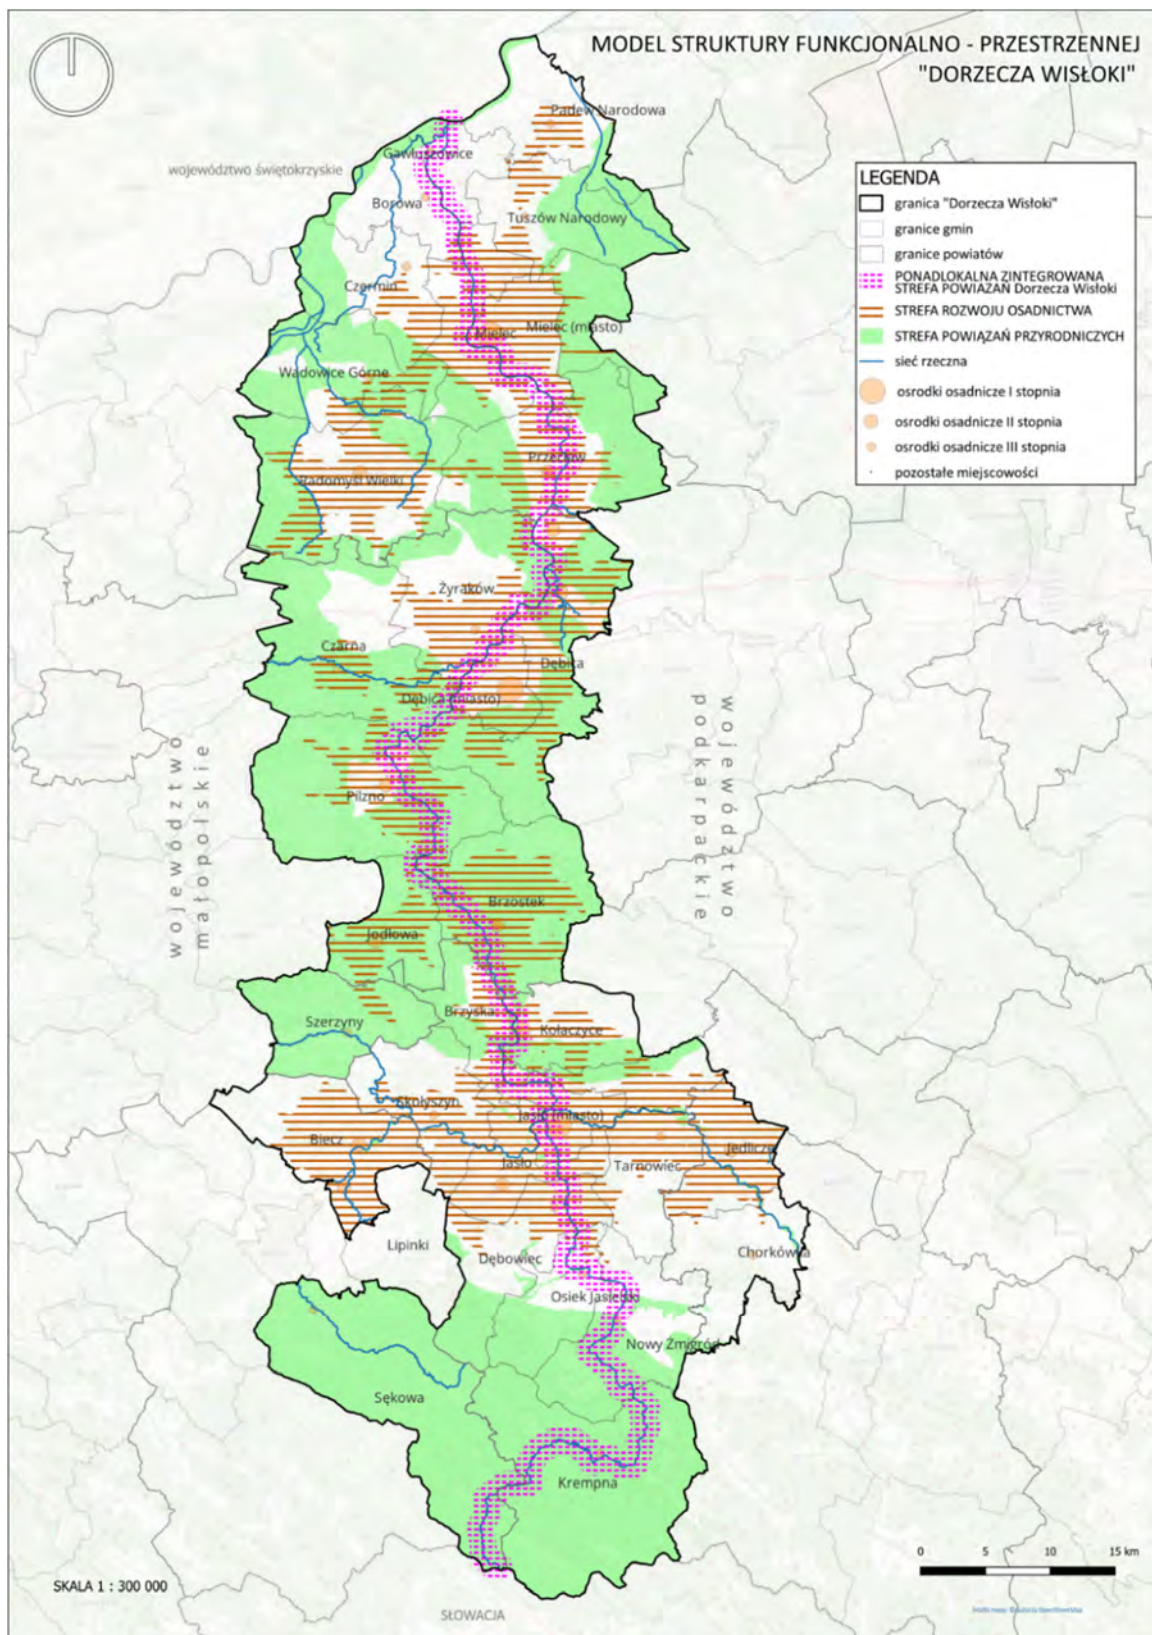 MODEL STRUKTURY FUNKCJONALNO - PRZESTRZENNEJ
"DORZECZA WISŁOKI"
województwo świętokrzyskie
Padew Narodowa
Gawłuszowice
Borowa
Tuszów Narodowy
Czermin
Mielec
Mielec (miasto)
Wadowice Górne
Przecław
Radomyśl Wielki
Żyraków
Czarna
Dębica
Dębica (miasto)
Pilzno
Brzostek
Jodłowa
Brzyska
Szerzyny
Kołaczyce
Skołyszyn
Jasło (miasto)
Biecz
Jasło
Tarnowiec
Jedlicze
Lipinki
Dębowiec
Chorkówka
Osiek Jasielski
Nowy Żmigród
Sękowa
Krempna
województwo
małopolskie
województwo
podkarpackie
SŁOWACJA
LEGENDA
granica "Dorzecza Wisłoki"
granice gmin
granice powiatów
PONADLOKALNA ZINTEGROWANA
STREFA POWIAZAŃ Dorzecza Wisłoki
STREFA ROZWOJU OSADNICTWA
STREFA POWIĄZAŃ PRZYRODNICZYCH
sieć rzeczna
osrodki osadnicze I stopnia
osrodki osadnicze II stopnia
osrodki osadnicze III stopnia
pozostałe miejscowości
0 5 10 15 km
SKALA 1 : 300 000